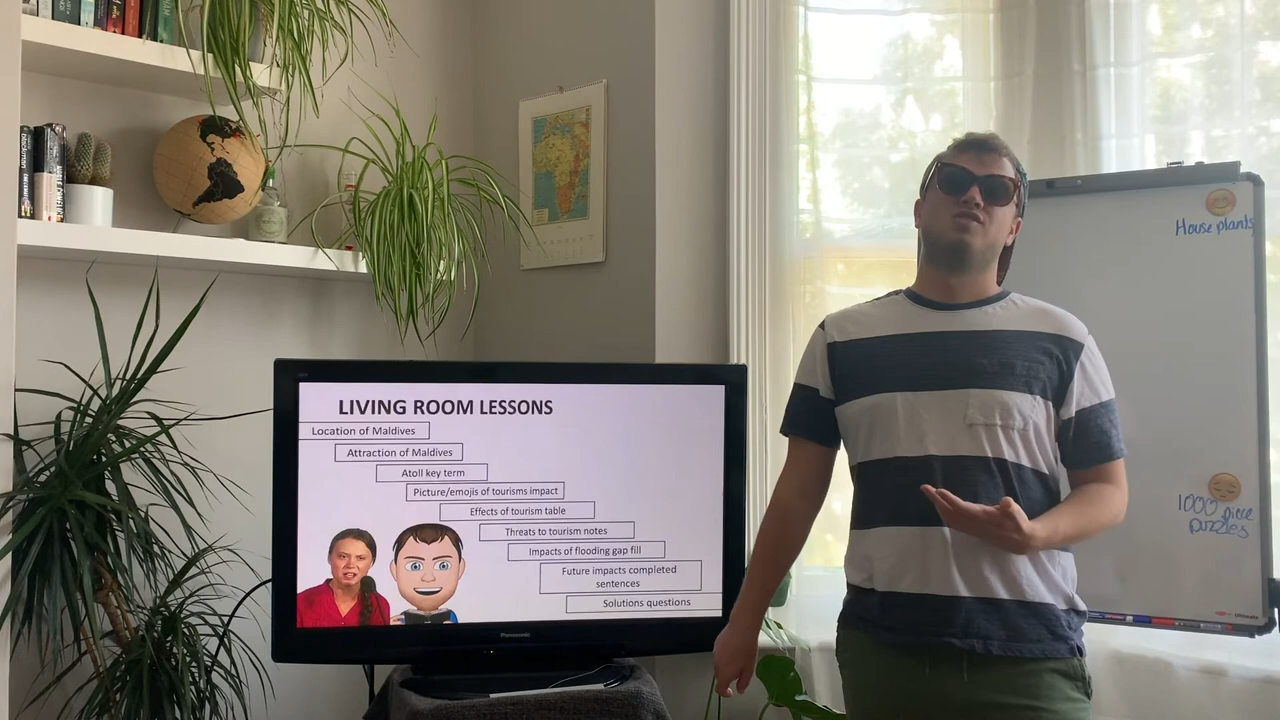 LIVING ROOM LESSONS
Location of Maldives
Attraction of Maldives
Atoll key term
Picture/emojis of tourisms impact
Effects of tourism table
Threats to tourism notes
Impacts of flooding gap fill
Future impacts completed
sentences
Solutions questions
Panasonic
House plants
1000 piece
puzzles
Ultimate